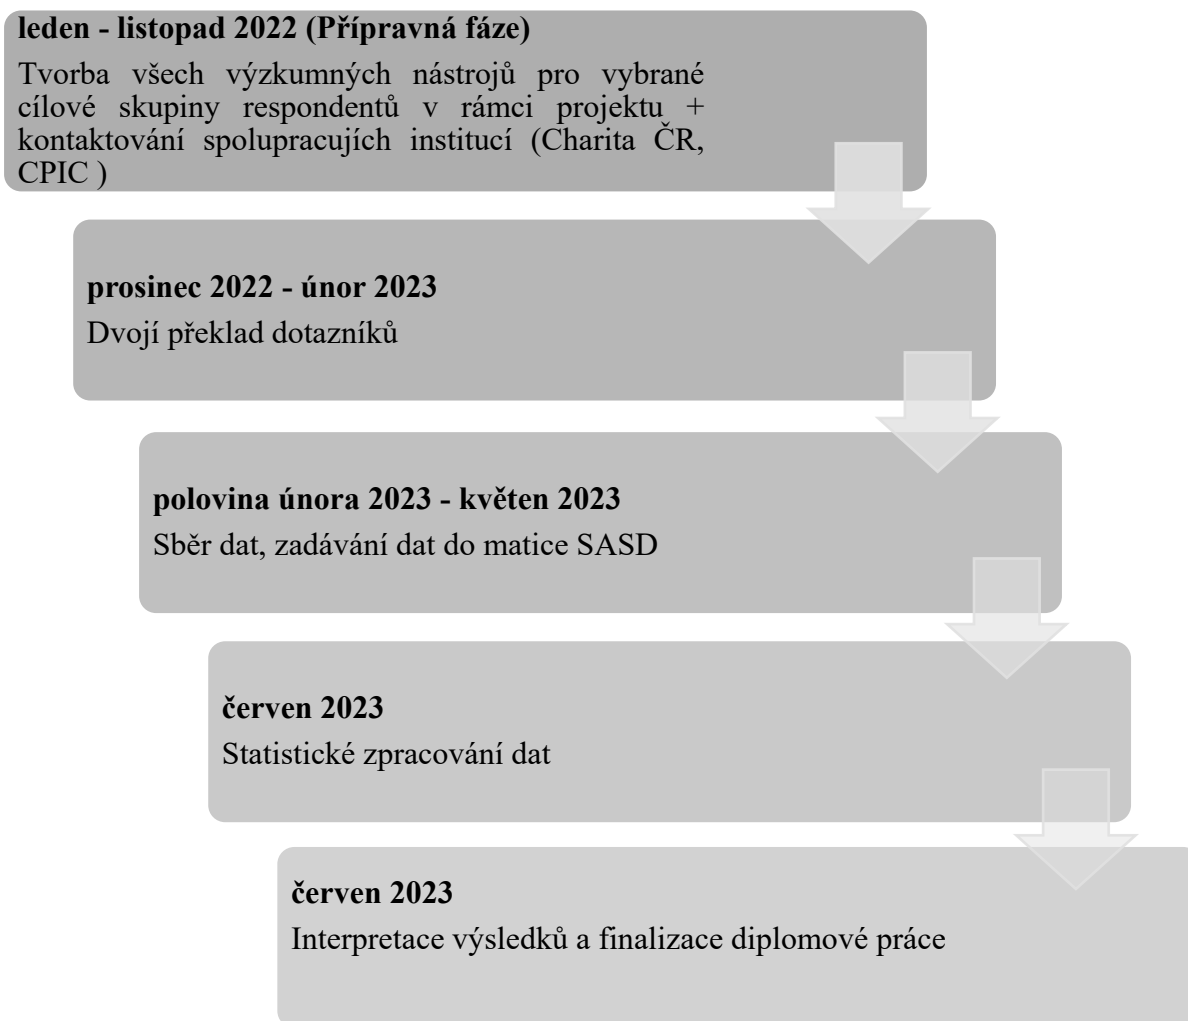 leden - listopad 2022 (Přípravná fáze)
Tvorba všech výzkumných nástrojů pro vybrané
cílové skupiny respondentů v rámci projektu +
kontaktování spolupracujích institucí (Charita ČR,
CPIC )
prosinec 2022 - únor 2023
Dvojí překlad dotazníků
polovina února 2023 - květen 2023
Sběr dat, zadávání dat do matice SASD
červen 2023
Statistické zpracování dat
červen 2023
Interpretace výsledků a finalizace diplomové práce